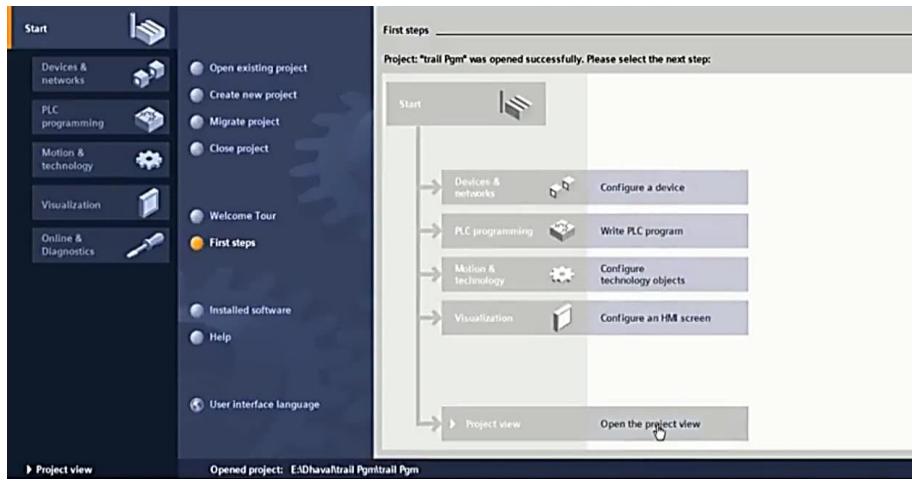 Start
Devices &
networks
PLC
programming
Motion &
technology
Visualization
Online &
Diagnostics
Project view
Open existing project
Create new project
Migrate project
Close project
Welcome Tour
First steps
Installed software
Help
User interface language
Opened project: E:\Dhaval\trail Pgm\trail Pgm
First steps
Project: "trail Pgm" was opened successfully. Please select the next step:
Start
Devices &
networks
Configure a device
PLC programming
Write PLC program
Motion &
technology
Configure
technology objects
Visualization
Configure an HMI screen
Project view
Open the project view